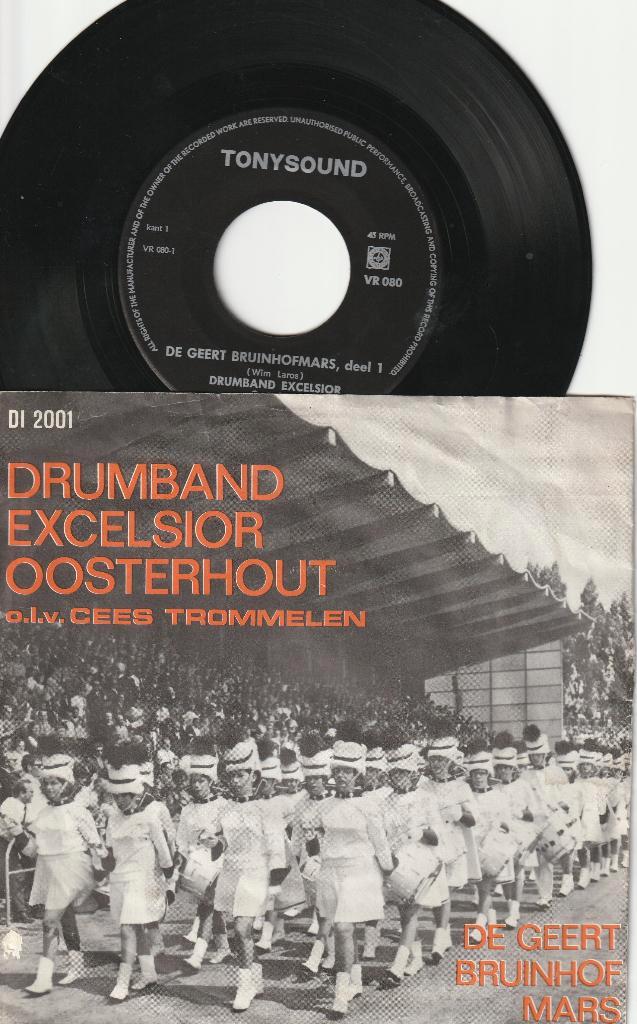 ALL RIGHTS OF THE MANUFACTURER AND OF THE OWNER OF THE RECORDED WORK ARE RESERVED. UNAUTHORISED PUBLIC PERFORMANCE, BROADCASTING AND COPYING OF THIS RECORD PROHIBITED.
TONYSOUND
kant 1
VR 080-1
45 RPM
VR 080
DE GEERT BRUINHOFMARS, deel 1
(Wim Laros)
DRUMBAND EXCELSIOR
DI 2001
DRUMBAND
EXCELSIOR
OOSTERHOUT
o.l.v. CEES TROMMELEN
DE GEERT
BRUINHOF
MARS